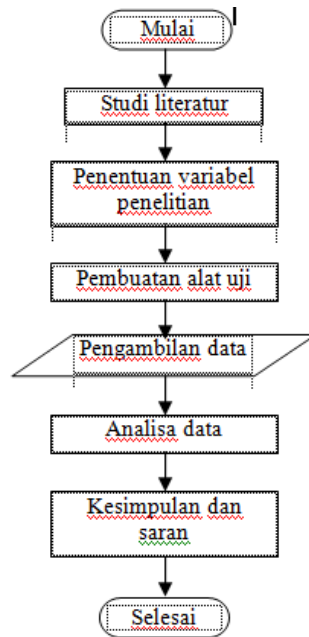 Mulai
Studi literatur
Penentuan variabel
penelitian
Pembuatan alat uji
Pengambilan data
Analisa data
Kesimpulan dan
saran
Selesai